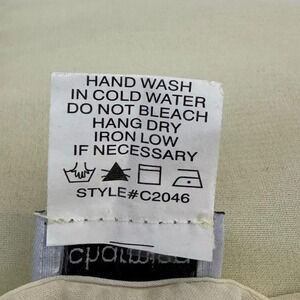 HAND WASH
IN COLD WATER
DO NOT BLEACH
HANG DRY
IRON LOW
IF NECESSARY
STYLE#C2046